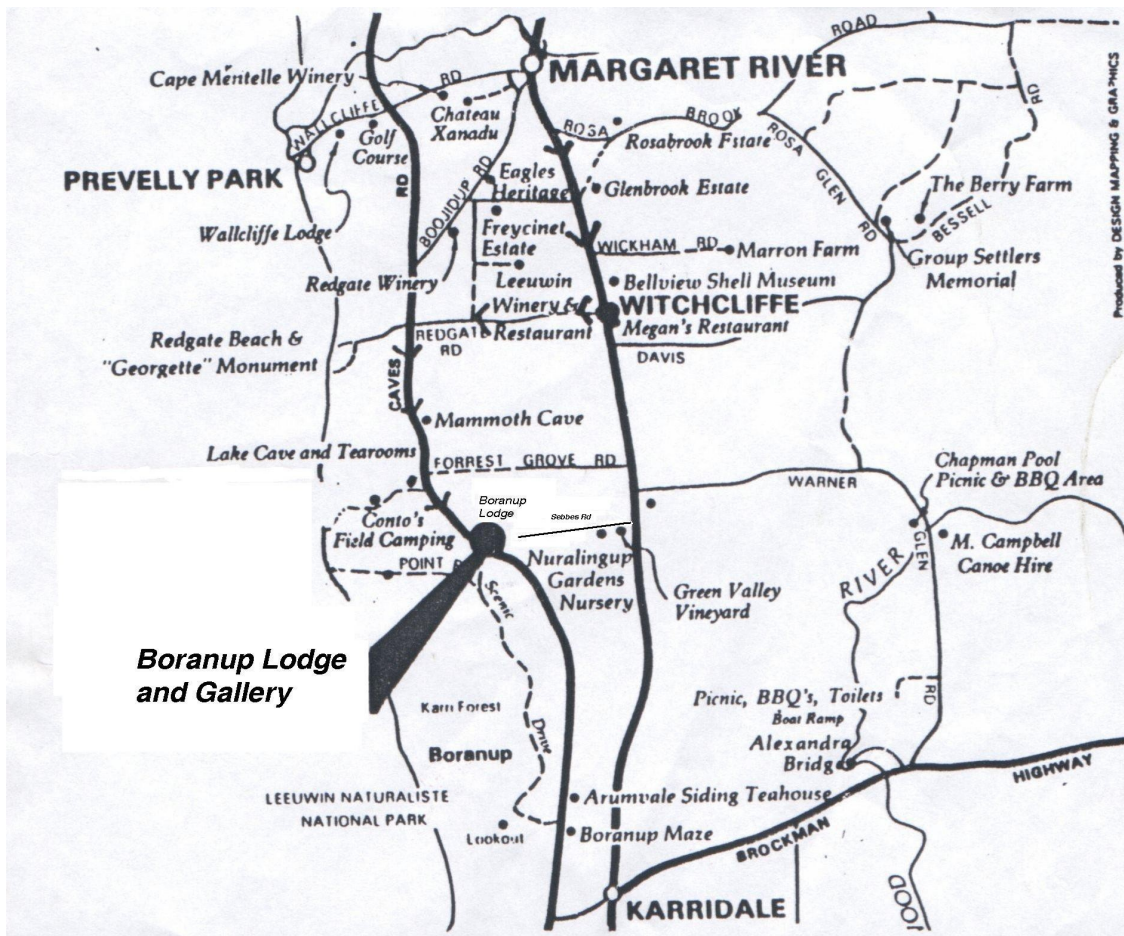 ROAD
MARGARET RIVER
Cape Mentelle Winery
RD
WALLCLIFFE
Golf
Course
Chateau
Xanadu
ROSA
BROOK
Rosabrook Estate
RD
PREVELLY PARK
RD
BOOJIDUP RD
Eagles
Heritage
Glenbrook Estate
ROSA
GLEN
RD
The Berry Farm
BESSELL
Wallcliffe Lodge
Freycinet
Estate
WICKHAM RD
Marron Farm
Group Settlers
Memorial
Redgate Winery
Leeuwin
Winery &
Restaurant
Bellview Shell Museum
WITCHCLIFFE
Megan's Restaurant
DAVIS
REDGATE
RD
Redgate Beach &
"Georgette" Monument
CAVES
Mammoth Cave
Lake Cave and Tearooms
FORREST GROVE RD
WARNER
Chapman Pool
Picnic & BBQ Area
Boranup
Lodge
Sebbes Rd
Conto's
Field Camping
POINT
GLEN
M. Campbell
Canoe Hire
Nuralingup
Gardens
Nursery
RIVER
Green Valley
Vineyard
Scenic
Drive
Boranup Lodge
and Gallery
Karri Forest
Boranup
Picnic, BBQ's, Toilets
Boat Ramp
RD
Alexandra
Bridg
LEEUWIN NATURALISTE
NATIONAL PARK
Lookout
Arumvale Siding Teahouse
Boranup Maze
BROCKMAN
HIGHWAY
KARRIDALE
Produced by DESIGN MAPPING & GRAPHICS